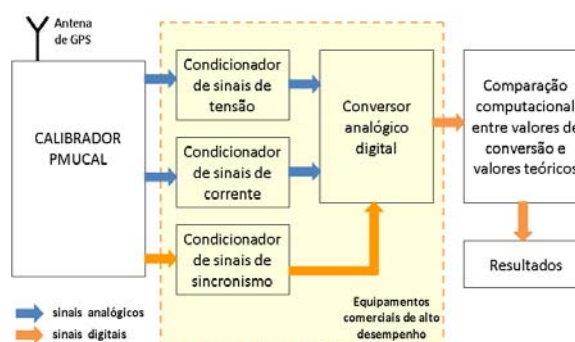 Antena
de GPS
CALIBRADOR
PMUCAL
Condicionador
de sinais de
tensão
Condicionador
de sinais de
corrente
Condicionador
de sinais de
sincronismo
Conversor
analógico
digital
Comparação
computacional
entre valores de
conversão e
valores teóricos
Resultados
Equipamentos
comerciais de alto
desempenho
sinais analógicos
sinais digitais